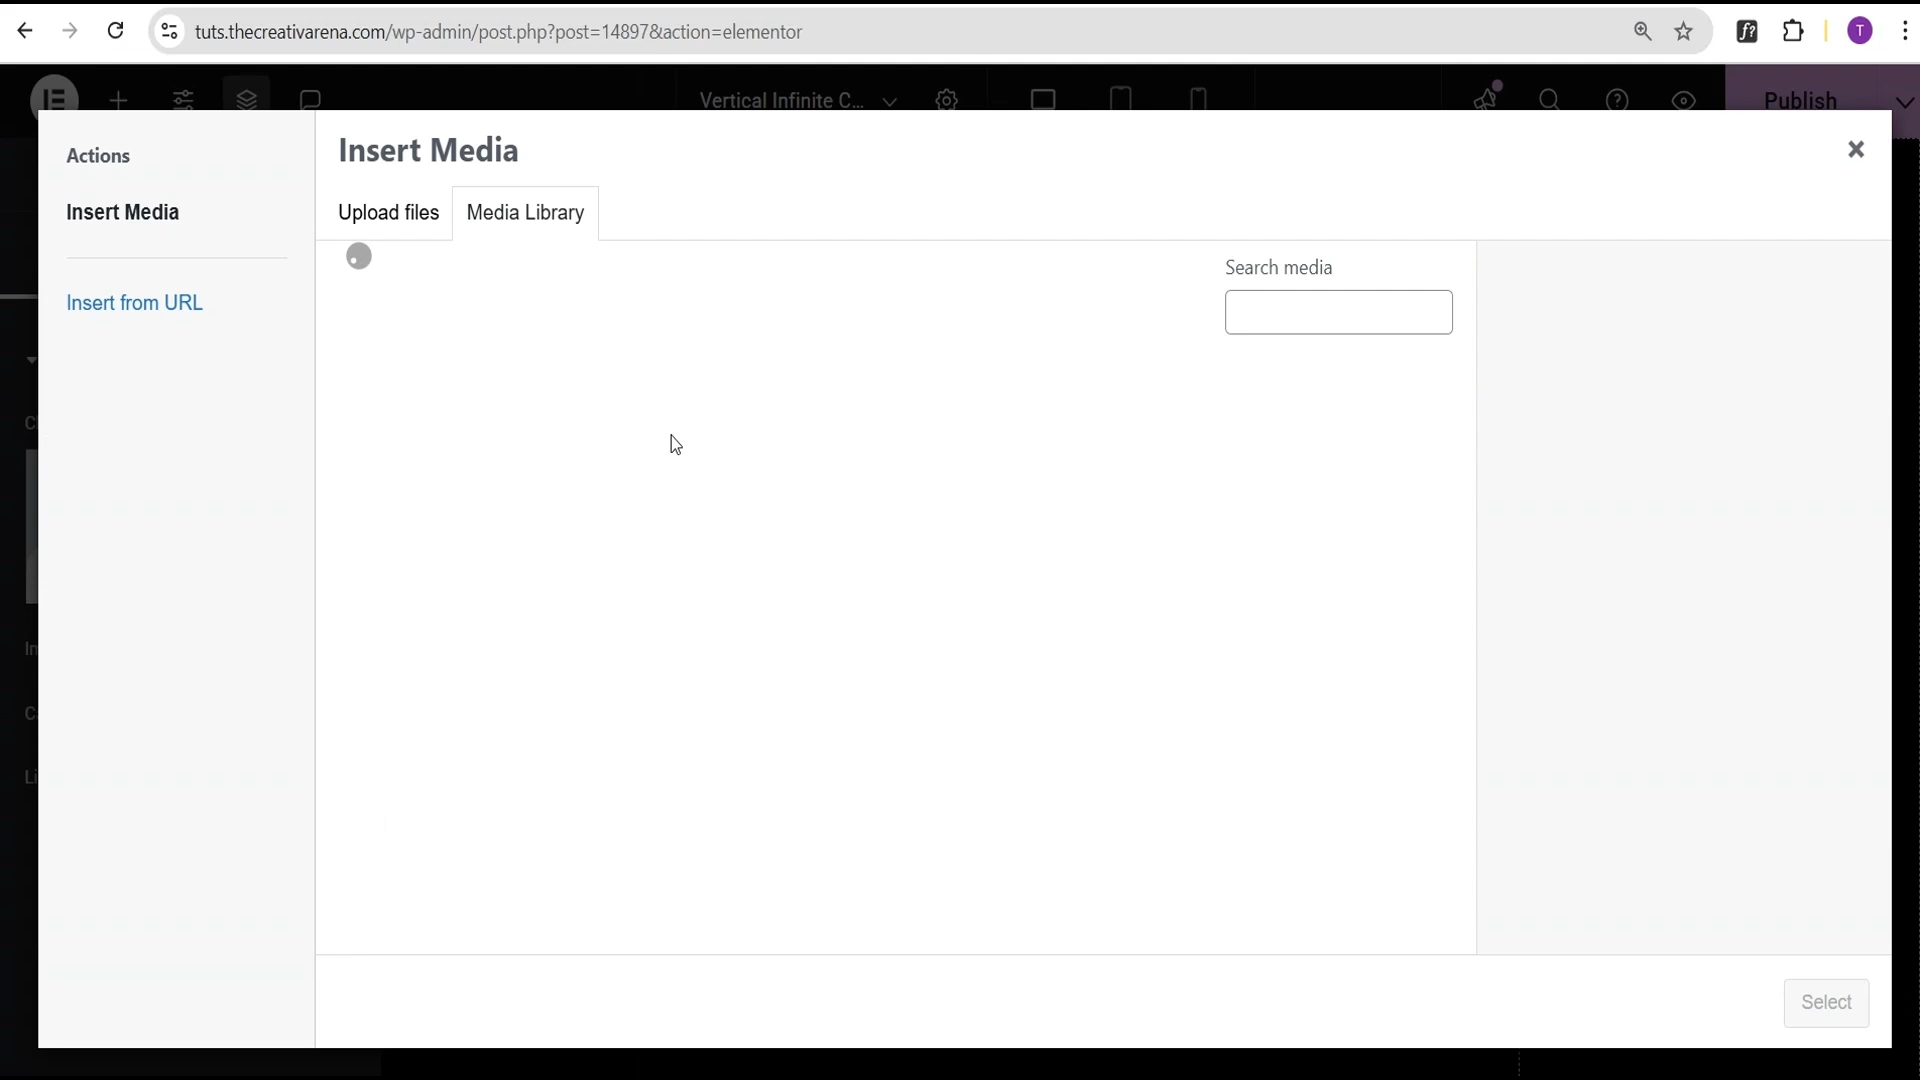 tuts.thecreativarena.com/wp-admin/post.php?post=14897&action=elementor
T
Vertical Infinite C...
Publish
Actions
Insert Media
Insert from URL
Insert Media
Upload files
Media Library
Search media
Select